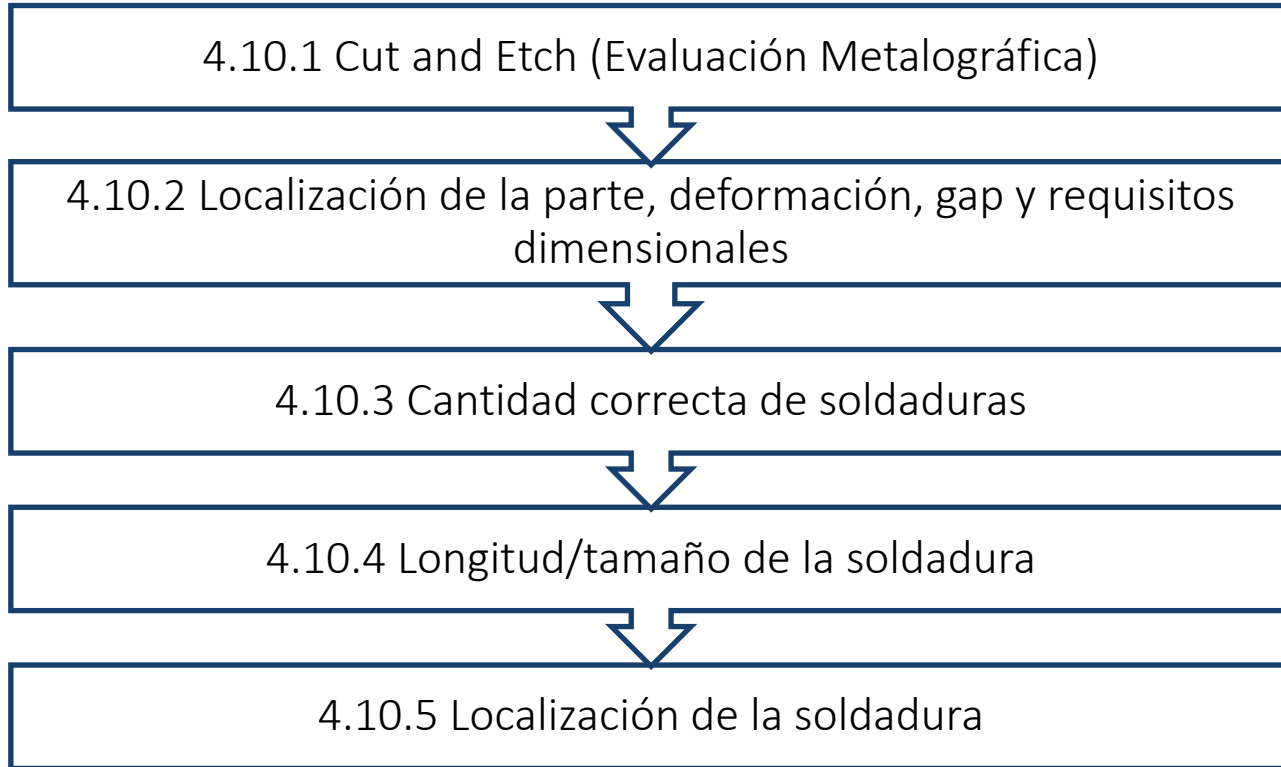 4.10.1 Cut and Etch (Evaluación Metalográfica)
4.10.2 Localización de la parte, deformación, gap y requisitos
dimensionales
4.10.3 Cantidad correcta de soldaduras
4.10.4 Longitud/tamaño de la soldadura
4.10.5 Localización de la soldadura